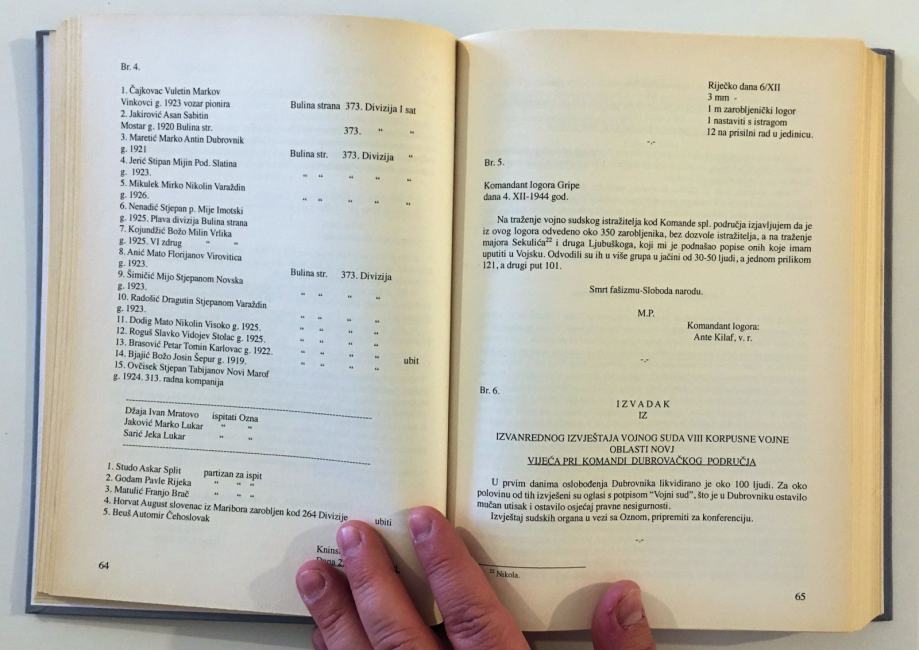 Br. 4.
1. Čajkovac Vuletin Markov
Vinkovci g. 1923 vozar pionira Bulina strana 373. Divizija I sat
2. Jakirović Asan Sabitin
Mostar g. 1920 Bulina str. 373. “ “
3. Maretić Marko Antin Dubrovnik
g. 1921 Bulina str. 373. Divizija “
4. Jerić Stipan Mijin Pod. Slatina
g. 1923. “ “ “ “
5. Mikulek Mirko Nikolin Varaždin
g. 1926. “ “ “ “ “
6. Nenadić Stjepan p. Mije Imotski
g. 1925. Plava divizija Bulina strana
7. Kojundžić Božo Milin Vrlika
g. 1925. VI zdrug “ “
8. Anić Mato Florijanov Virovitica
g. 1923.
9. Šimičić Mijo Stjepanom Novska Bulina str. 373. Divizija
g. 1923. “ “ “ “
10. Radošić Dragutin Stjepanom Varaždin
g. 1923. “ “ “ “
11. Dodig Mato Nikolin Visoko g. 1925. “ “ “ “
12. Roguš Slavko Vidojev Stolac g. 1925. “ “ “ “
13. Brasović Petar Tomin Karlovac g. 1922. “ “ “ “
14. Bjajić Božo Josin Šepur g. 1919. “ “ “ “ ubit
15. Ovčisek Stjepan Tabijanov Novi Marof
g. 1924. 313. radna kompanija
Džaja Ivan Mratovo ispitati Ozna
Jaković Marko Lukar “ “
Šarić Jeka Lukar “ “
1. Studo Askar Split partizan za ispit
2. Godam Pavle Rijeka “ “ “
3. Matulić Franjo Brač “ “ “
4. Horvat August slovenac iz Maribora zarobljen kod 264 Divizije
5. Beuš Automir Čehoslovak ubiti
64
Riječko dana 6/XII
3 mm -
1 m zarobljenički logor
1 nastaviti s istragom
12 na prisilni rad u jedinicu.
-.-
Br. 5.
Komandant logora Gripe
dana 4. XII-1944 god.
Na traženje vojno sudskog istražitelja kod Komande spl. područja izjavljujem da je
iz ovog logora odvedeno oko 350 zarobljenika, bez dozvole istražitelja, a na traženje
majora Sekulića²² i druga Ljubuškoga, koji mi je podnašao popise onih koje imam
uputiti u Vojsku. Odvodili su ih u više grupa u jačini od 30-50 ljudi, a jednom prilikom
121, a drugi put 101.
Smrt fašizmu-Sloboda narodu.
M.P.
Komandant logora:
Ante Kilaf, v. r.
-.-
Br. 6.
IZVADAK
IZ
IZVANREDNOG IZVJEŠTAJA VOJNOG SUDA VIII KORPUSNE VOJNE
OBLASTI NOVJ
VIJEĆA PRI KOMANDI DUBROVAČKOG PODRUČJA
U prvim danima oslobođenja Dubrovnika likvidirano je oko 100 ljudi. Za oko
polovinu od tih izvješeni su oglasi s potpisom “Vojni sud”, što je u Dubrovniku ostavilo
mučan utisak i ostavilo osjećaj pravne nesigurnosti.
Izvještaj sudskih organa u vezi sa Oznom, pripremiti za konferenciju.
-.-
²² Nikola.
65